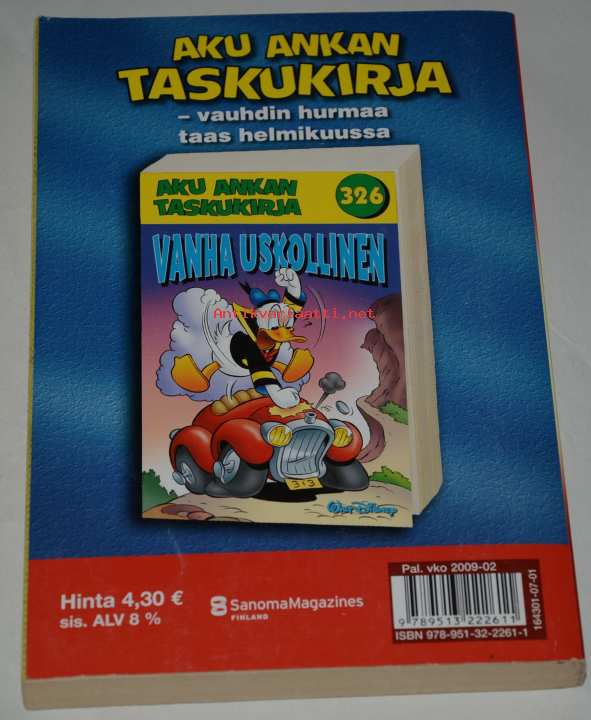 AKU ANKAN
TASKUKIRJA
– vauhdin hurmaa
taas helmikuussa
AKU ANKAN
TASKUKIRJA
326
VANHA USKOLLINEN
Antikvariaatti.net
313
Walt Disney
Pal. vko 2009-02
Hinta 4,30 €
sis. ALV 8 %
SanomaMagazines
FINLAND
9 789513 222611
ISBN 978-951-32-2261-1
164301-07-01